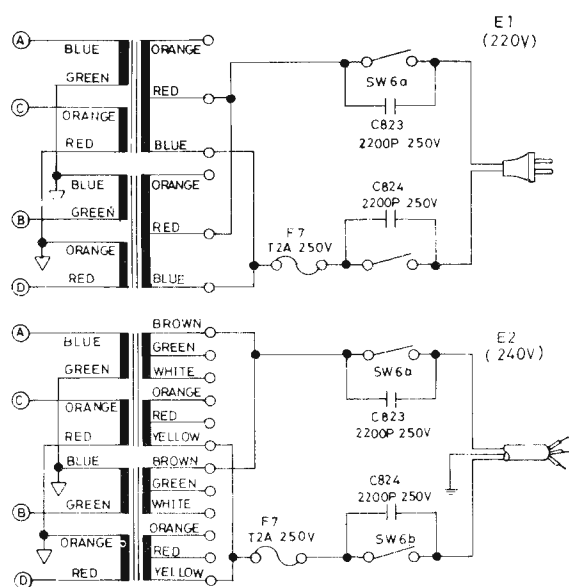 E1
(220V)
A
BLUE
ORANGE
GREEN
RED
SW6a
C
ORANGE
C823
2200P 250V
RED
BLUE
BLUE
ORANGE
C824
2200P 250V
B
GREEN
RED
F7
T2A 250V
ORANGE
D
RED
BLUE
BROWN
E2
(240V)
A
BLUE
GREEN
GREEN
WHITE
SW6a
C
ORANGE
ORANGE
C823
2200P 250V
RED
RED
YELLOW
BLUE
BROWN
C824
2200P 250V
GREEN
B
GREEN
WHITE
F7
T2A 250V
ORANGE
ORANGE
SW6b
RED
D
RED
YELLOW